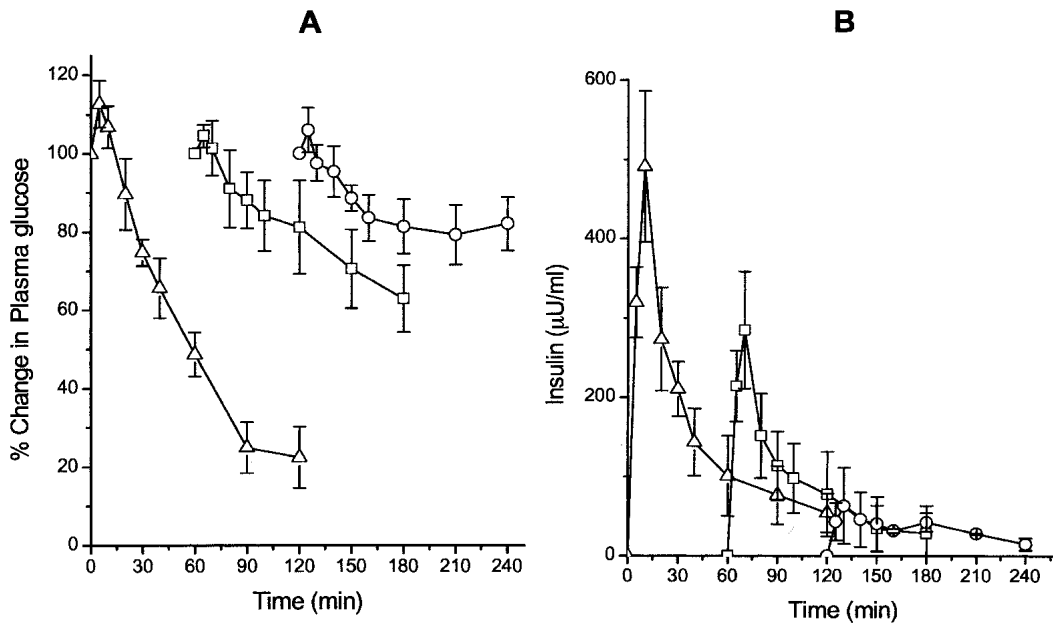 A
% Change in Plasma glucose
120
100
80
60
40
20
0
0 30 60 90 120 150 180 210 240
Time (min)
B
Insulin (μU/ml)
600
400
200
0
0 30 60 90 120 150 180 210 240
Time (min)